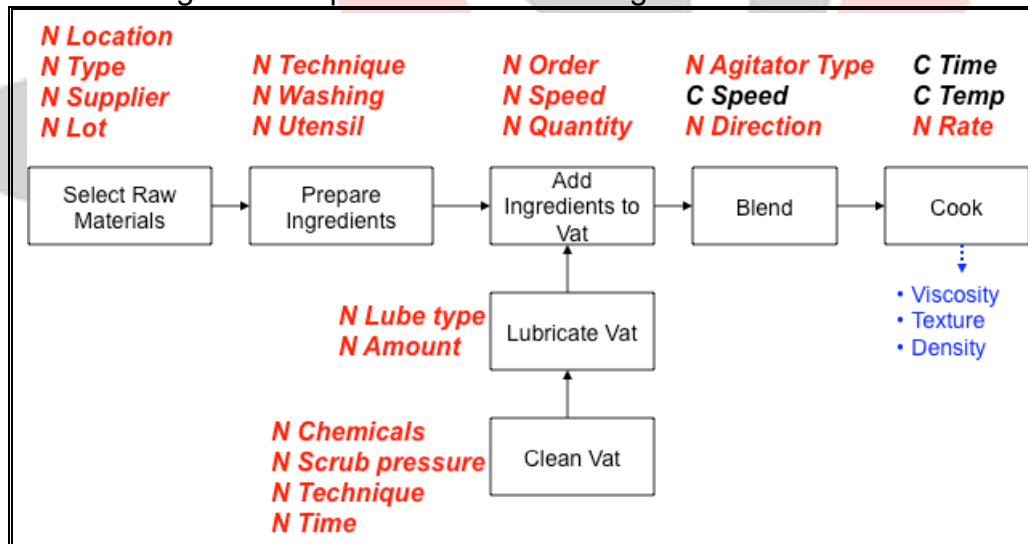 N Location
N Type
N Supplier
N Lot
N Technique
N Washing
N Utensil
N Order
N Speed
N Quantity
N Agitator Type
C Speed
N Direction
C Time
C Temp
N Rate
Select Raw
Materials
Prepare
Ingredients
Add
Ingredients to
Vat
Blend
Cook
• Viscosity
• Texture
• Density
N Lube type
N Amount
Lubricate Vat
N Chemicals
N Scrub pressure
N Technique
N Time
Clean Vat